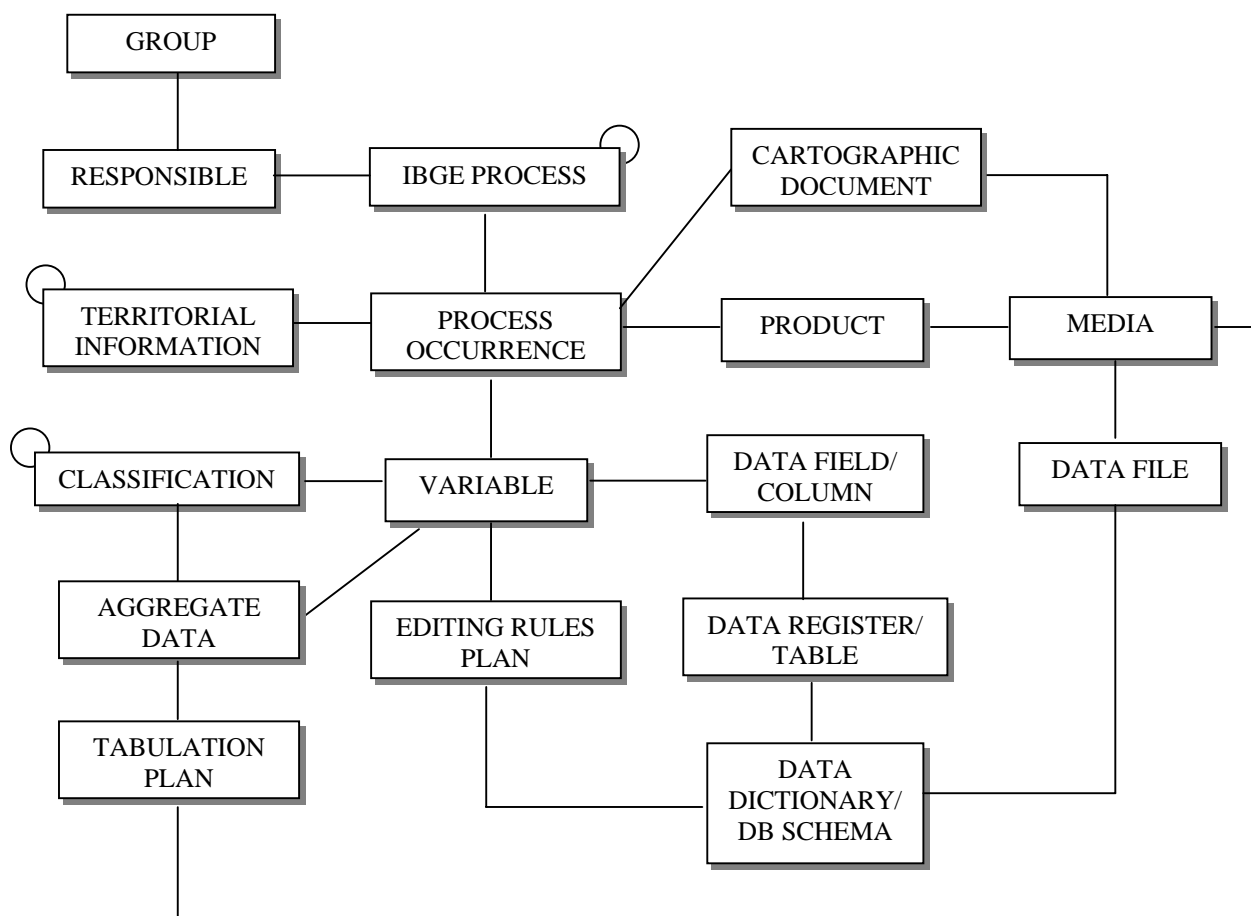 GROUP
RESPONSIBLE
IBGE PROCESS
CARTOGRAPHIC
DOCUMENT
TERRITORIAL
INFORMATION
PROCESS
OCCURRENCE
PRODUCT
MEDIA
CLASSIFICATION
VARIABLE
DATA FIELD/
COLUMN
DATA FILE
AGGREGATE
DATA
EDITING RULES
PLAN
DATA REGISTER/
TABLE
TABULATION
PLAN
DATA
DICTIONARY/
DB SCHEMA